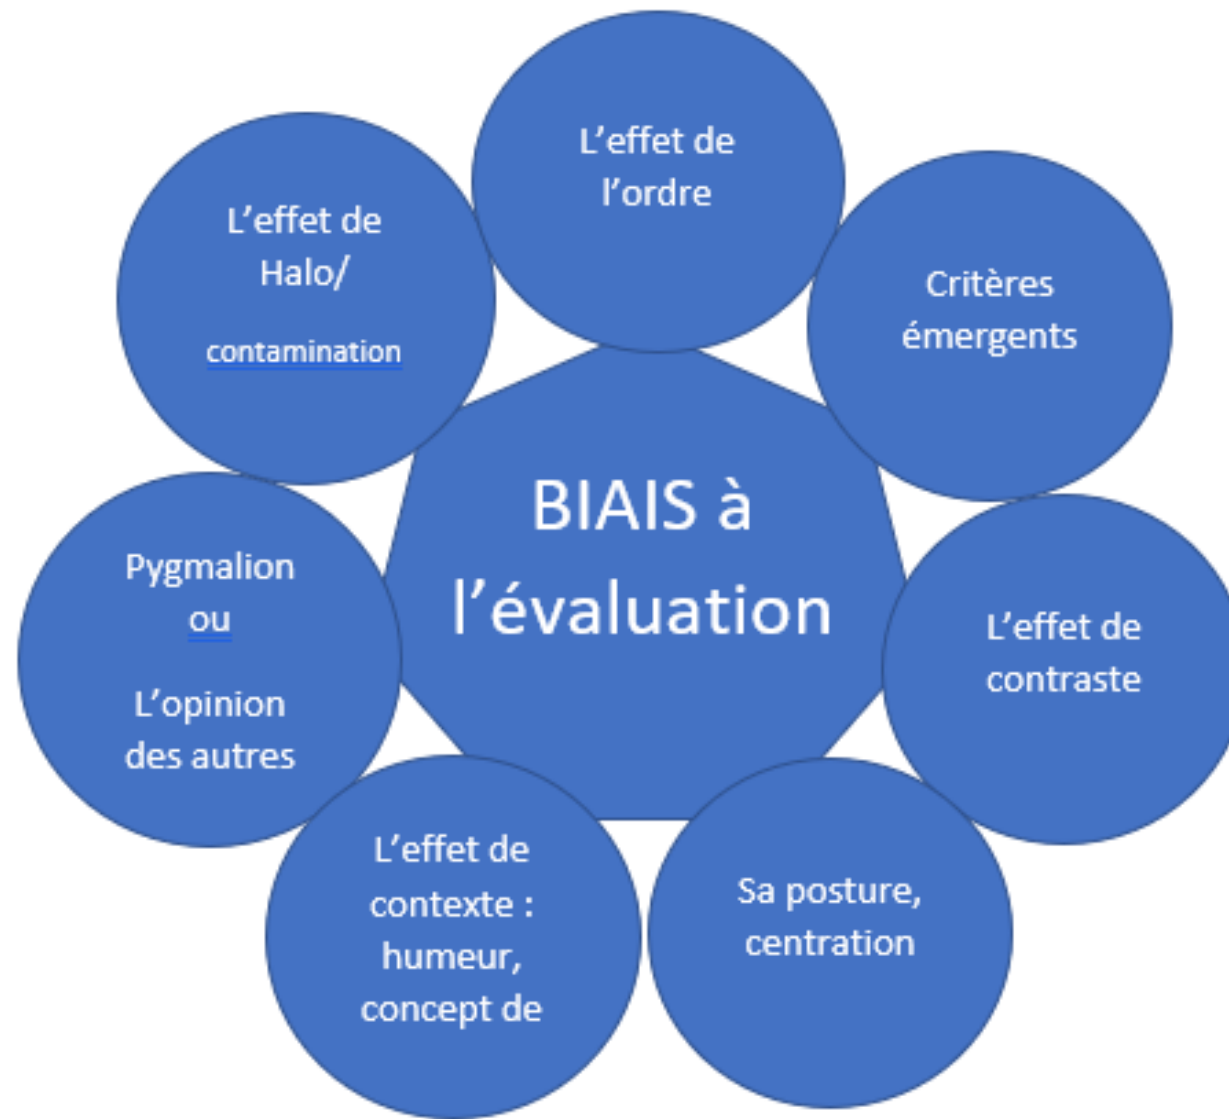 BIAIS à
l’évaluation
L’effet de
l’ordre
Critères
émergents
L’effet de
contraste
Sa posture,
centration
L’effet de
contexte :
humeur,
concept de
Pygmalion
ou
L’opinion
des autres
L’effet de
Halo/
contamination